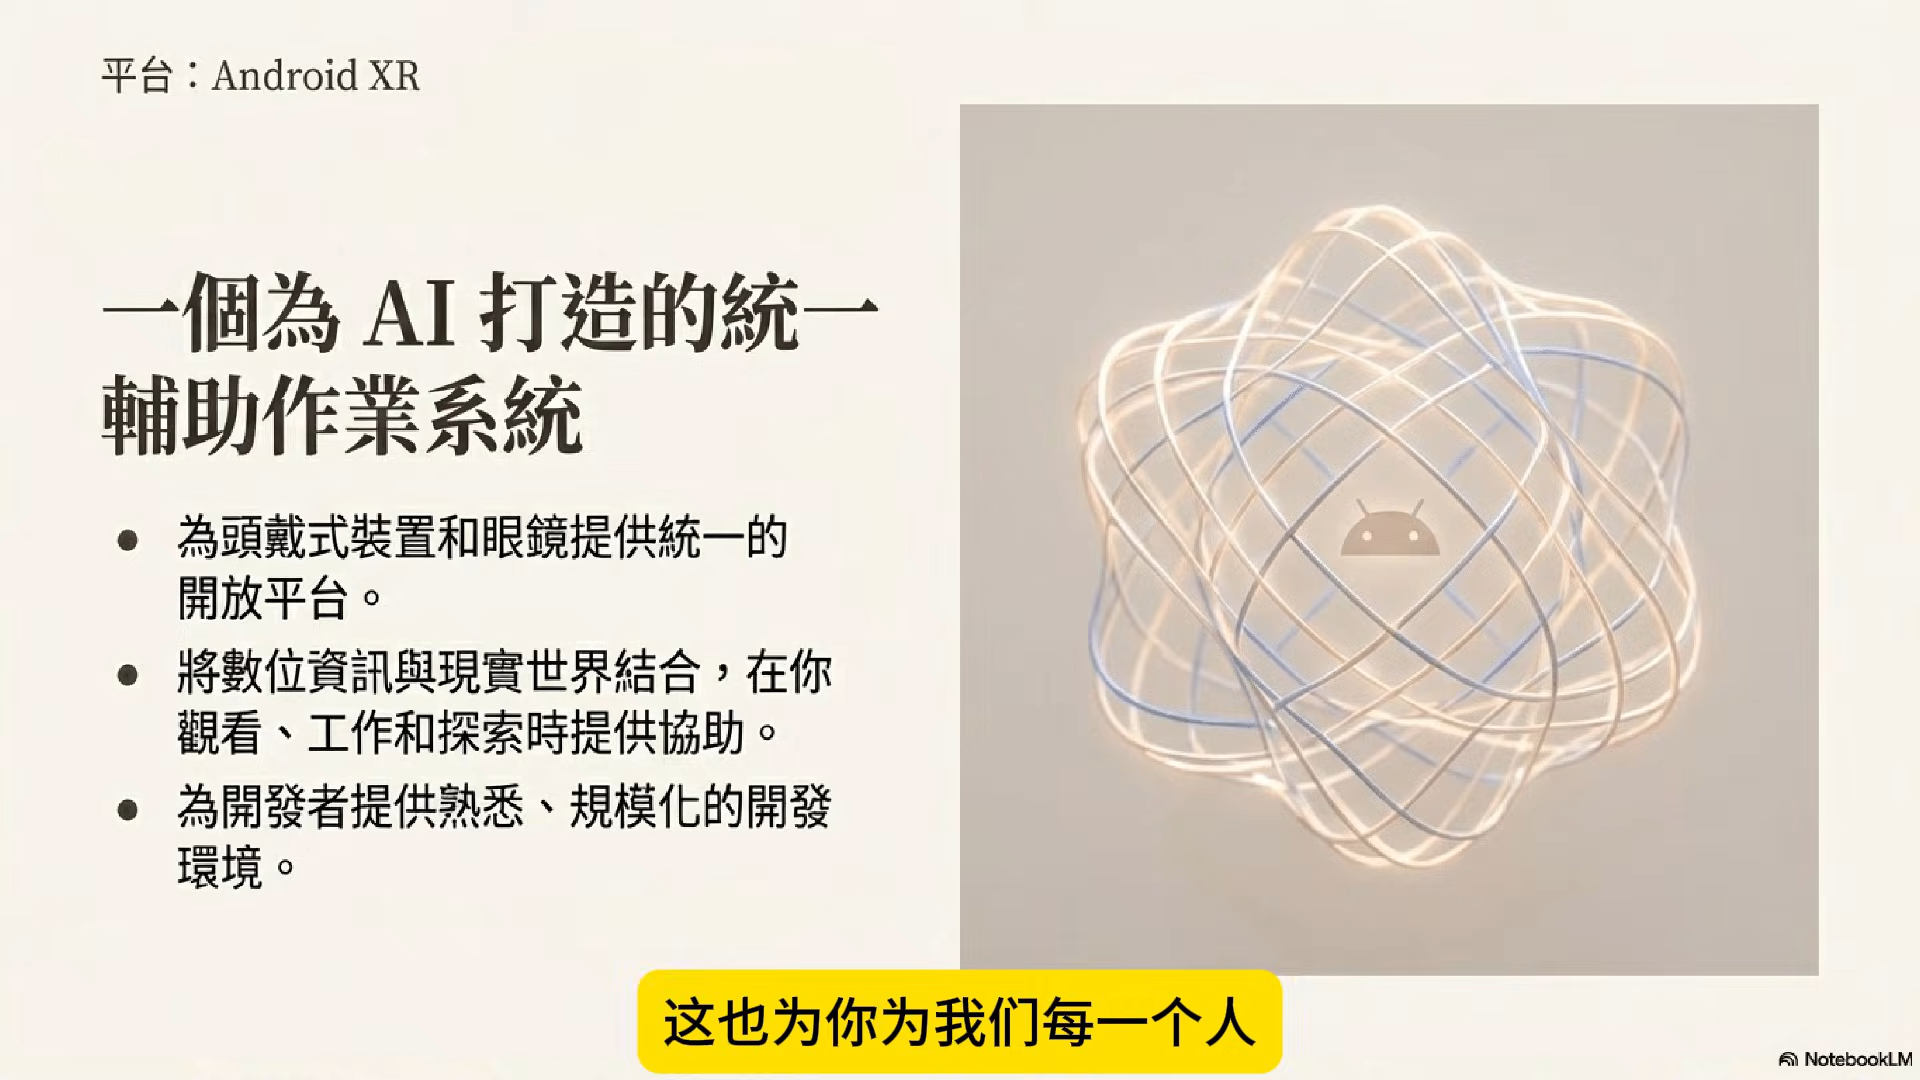 平台：Android XR
一個為 AI 打造的統一
輔助作業系統
● 為頭戴式裝置和眼鏡提供統一的
開放平台。
● 將數位資訊與現實世界結合，在你
觀看、工作和探索時提供協助。
● 為開發者提供熟悉、規模化的開發
環境。
这也为你为我们每一个人
NotebookLM